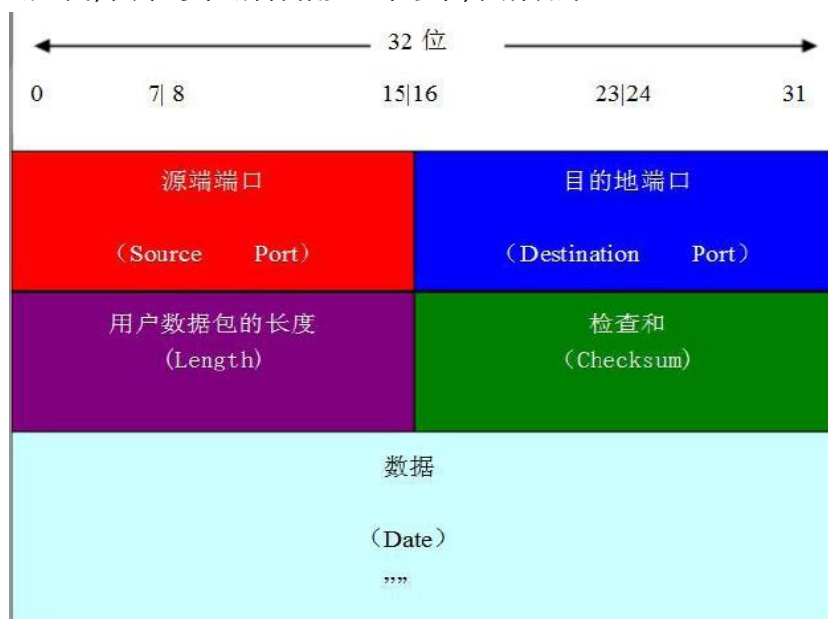 32 位
0 7| 8 15|16 23|24 31
源端端口 目的地端口
(Source Port) (Destination Port)
用户数据包的长度 检查和
(Length) (Checksum)
数据
(Date)
””